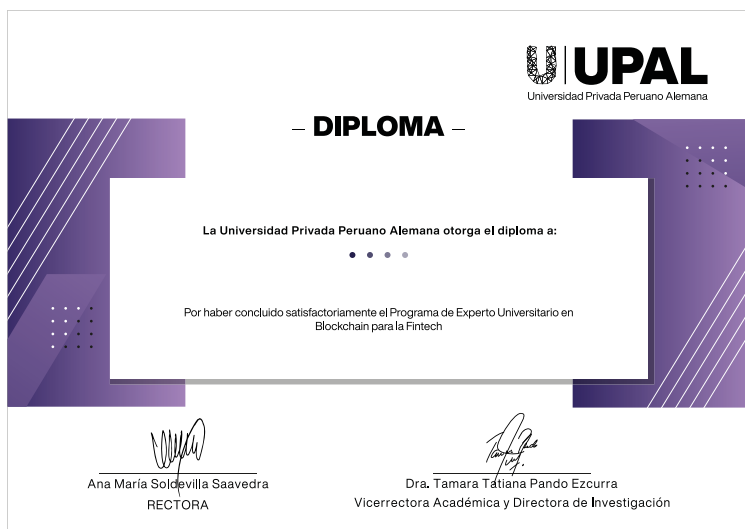 UPAL
Universidad Privada Peruano Alemana
– DIPLOMA –
La Universidad Privada Peruano Alemana otorga el diploma a:
Por haber concluido satisfactoriamente el Programa de Experto Universitario en
Blockchain para la Fintech
Ana María Soldevilla Saavedra
RECTORA
Dra. Tamara Tatiana Pando Ezcurra
Vicerrectora Académica y Directora de Investigación